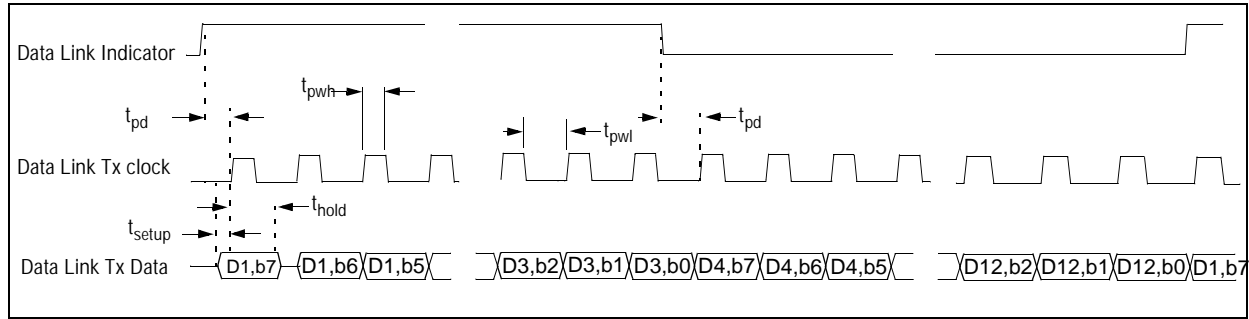 Data Link Indicator
tpwh
tpd
tpwl
tpd
Data Link Tx clock
thold
tsetup
Data Link Tx Data
D1,b7 D1,b6 D1,b5 D3,b2 D3,b1 D3,b0 D4,b7 D4,b6 D4,b5 D12,b2 D12,b1 D12,b0 D1,b7